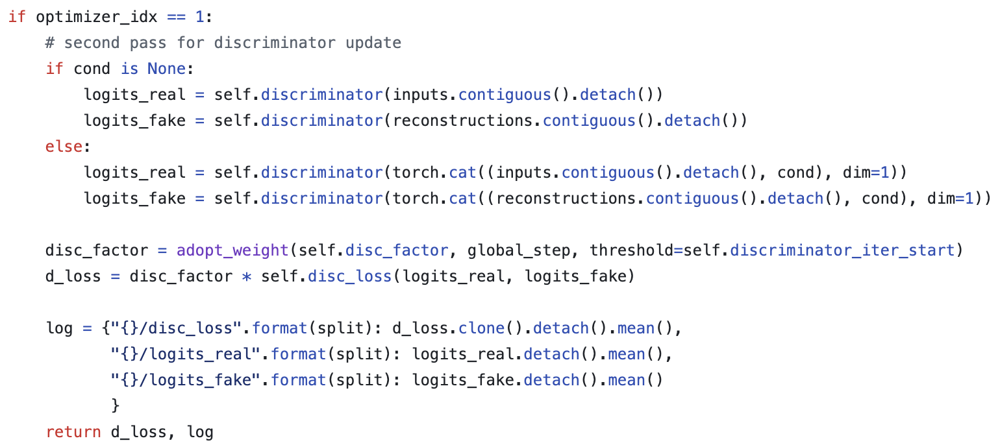 if optimizer_idx == 1:
    # second pass for discriminator update
    if cond is None:
        logits_real = self.discriminator(inputs.contiguous().detach())
        logits_fake = self.discriminator(reconstructions.contiguous().detach())
    else:
        logits_real = self.discriminator(torch.cat((inputs.contiguous().detach(), cond), dim=1))
        logits_fake = self.discriminator(torch.cat((reconstructions.contiguous().detach(), cond), dim=1))

    disc_factor = adopt_weight(self.disc_factor, global_step, threshold=self.discriminator_iter_start)
    d_loss = disc_factor * self.disc_loss(logits_real, logits_fake)

    log = {"{}/disc_loss".format(split): d_loss.clone().detach().mean(),
           "{}/logits_real".format(split): logits_real.detach().mean(),
           "{}/logits_fake".format(split): logits_fake.detach().mean()
           }
    return d_loss, log